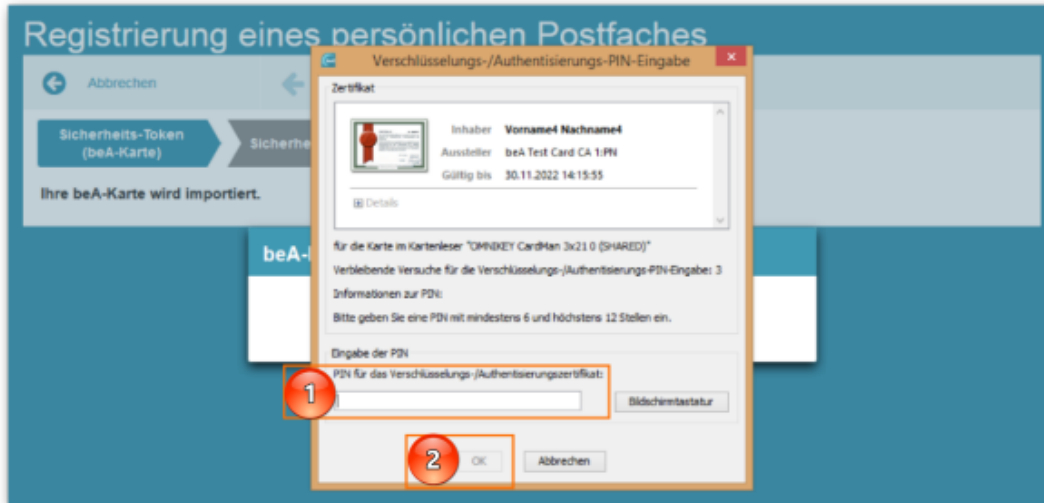 Registrierung eines persönlichen Postfaches
Verschlüsselungs-/Authentisierungs-PIN-Eingabe
Abbrechen
Sicherheits-Token
(beA-Karte)
Ihre beA-Karte wird importiert.
Zertifikat
Inhaber Vorname4 Nachname4
Aussteller beA Test Card CA 1:PN
Gültig bis 30.11.2022 14:15:55
Details
für die Karte im Kartenleser "OMNIKEY CardMan 3x21 0 (SHARED)"
Verbleibende Versuche für die Verschlüsselungs-/Authentisierungs-PIN-Eingabe: 3
Informationen zur PIN:
Bitte geben Sie eine PIN mit mindestens 6 und höchstens 12 Stellen ein.
Eingabe der PIN
PIN für das Verschlüsselungs-/Authentisierungszertifikat:
1
Bildschirmtastatur
2
OK
Abbrechen